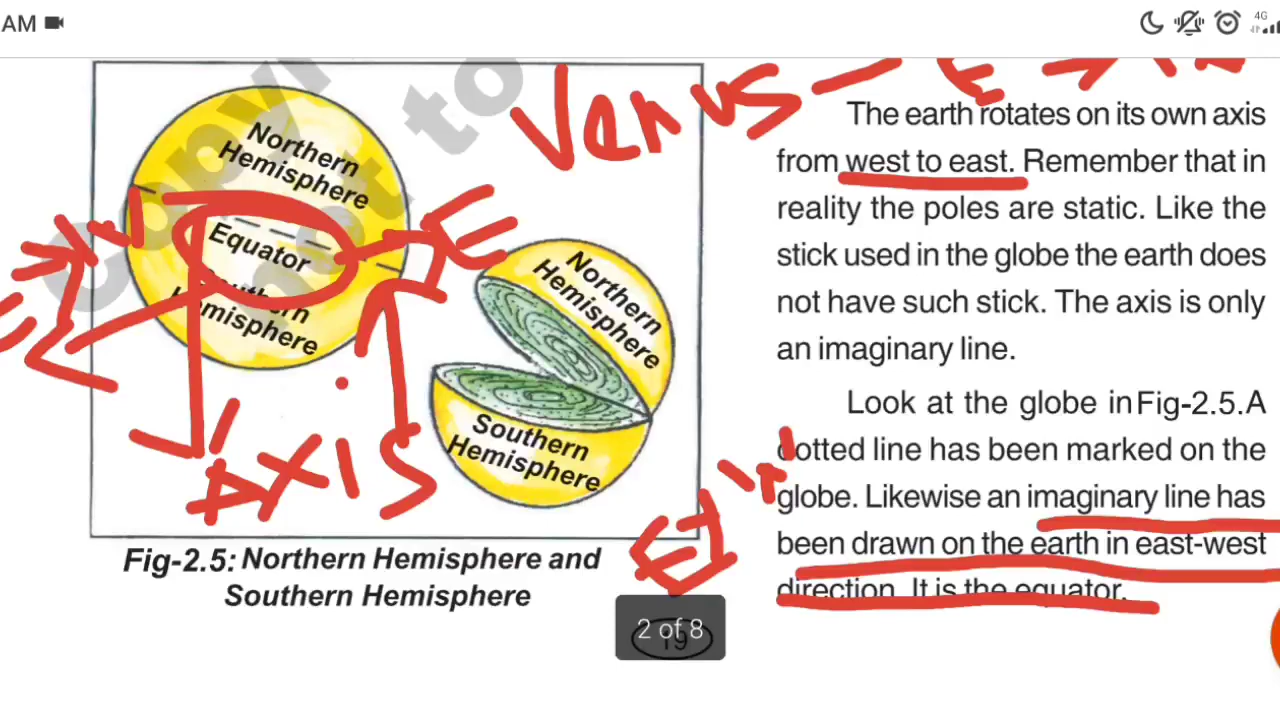 AM
4G
Venus – E → W
The earth rotates on its own axis
from west to east. Remember that in
reality the poles are static. Like the
stick used in the globe the earth does
not have such stick. The axis is only
an imaginary line.
Look at the globe in Fig-2.5.A
dotted line has been marked on the
globe. Likewise an imaginary line has
been drawn on the earth in east-west
direction. It is the equator.
Northern
Hemisphere
Equator
Southern
Hemisphere
E
E
Axis
Northern
Hemisphere
Southern
Hemisphere
Fig-2.5: Northern Hemisphere and
Southern Hemisphere
2 of 8
19